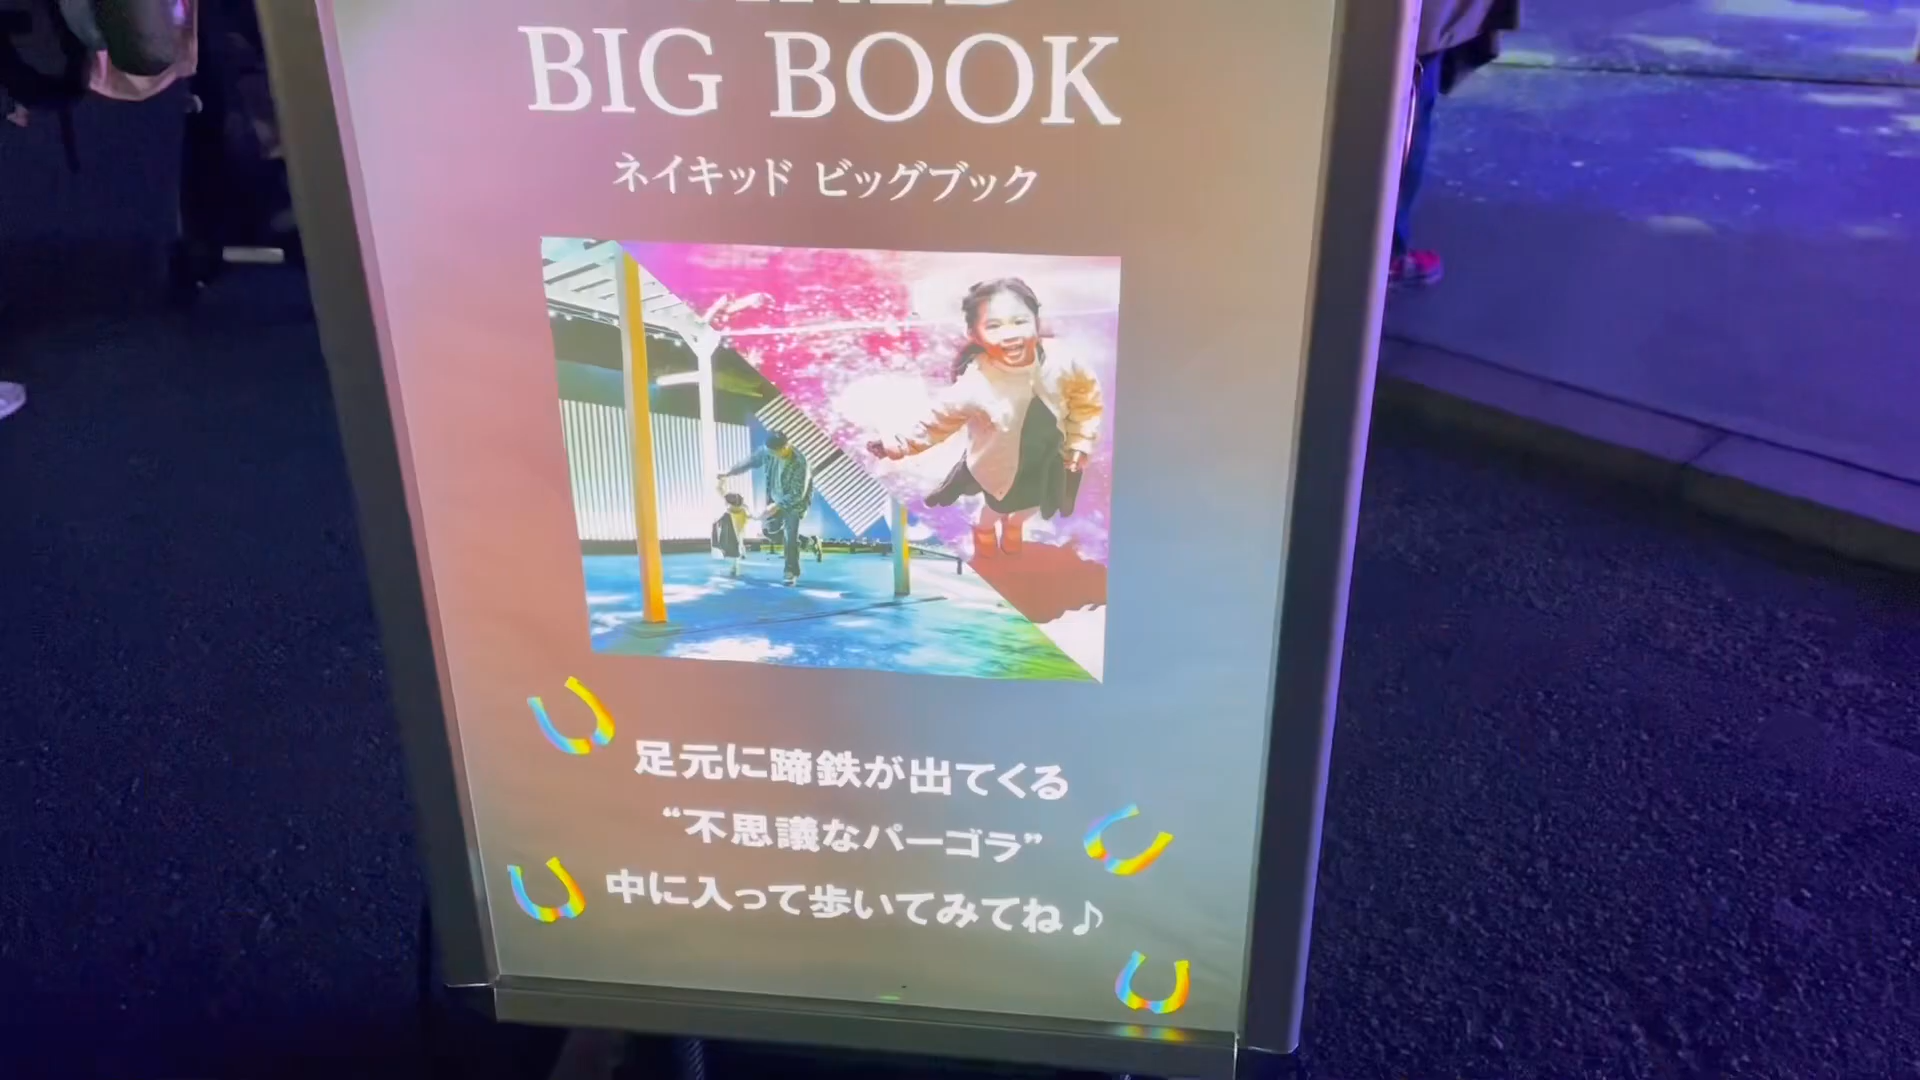 BIG BOOK
ネイキッド ビッグブック
足元に蹄鉄が出てくる
“不思議なパーゴラ”
中に入って歩いてみてね♪